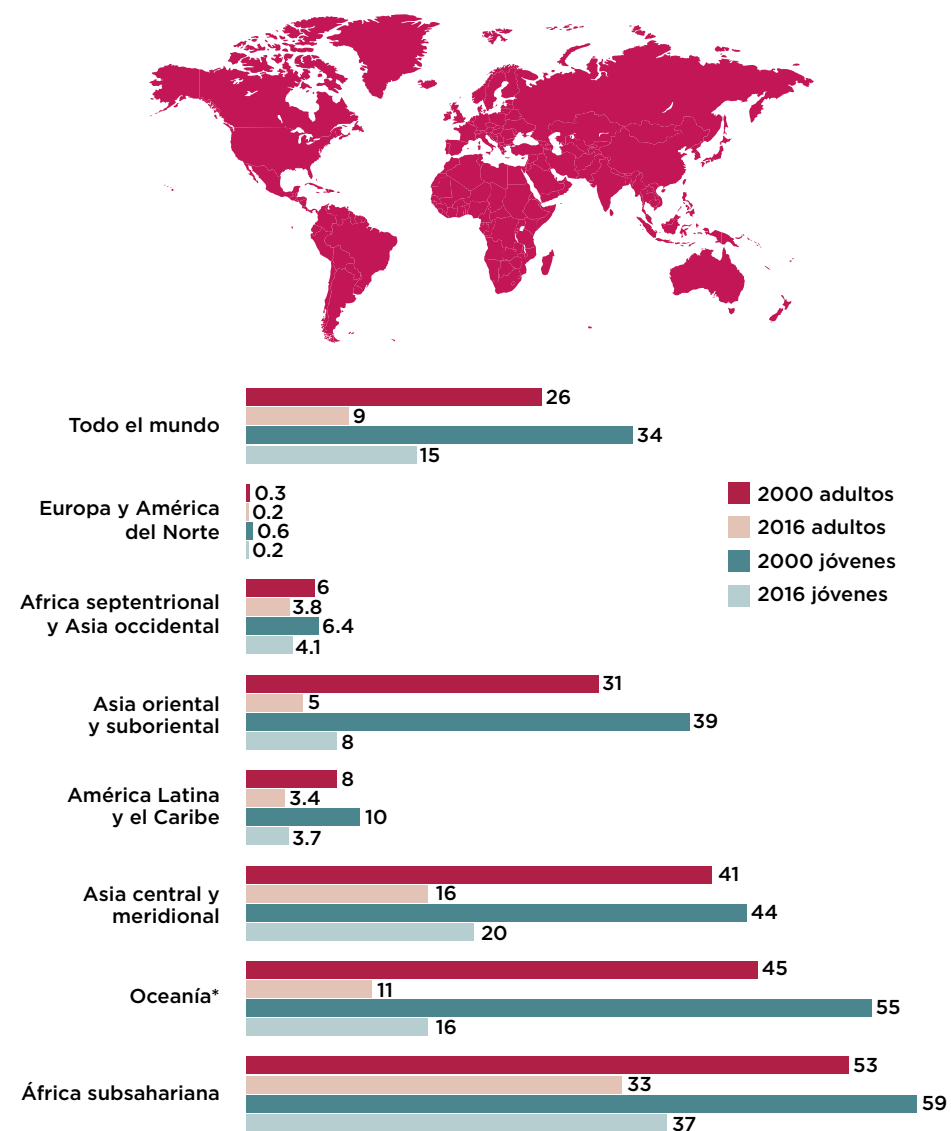 Todo el mundo
26
9
34
15
Europa y América
del Norte
0.3
0.2
0.6
0.2
2000 adultos
2016 adultos
2000 jóvenes
2016 jóvenes
Africa septentrional
y Asia occidental
6
3.8
6.4
4.1
Asia oriental
y suboriental
31
5
39
8
América Latina
y el Caribe
8
3.4
10
3.7
Asia central y
meridional
41
16
44
20
Oceanía*
45
11
55
16
África subsahariana
53
33
59
37